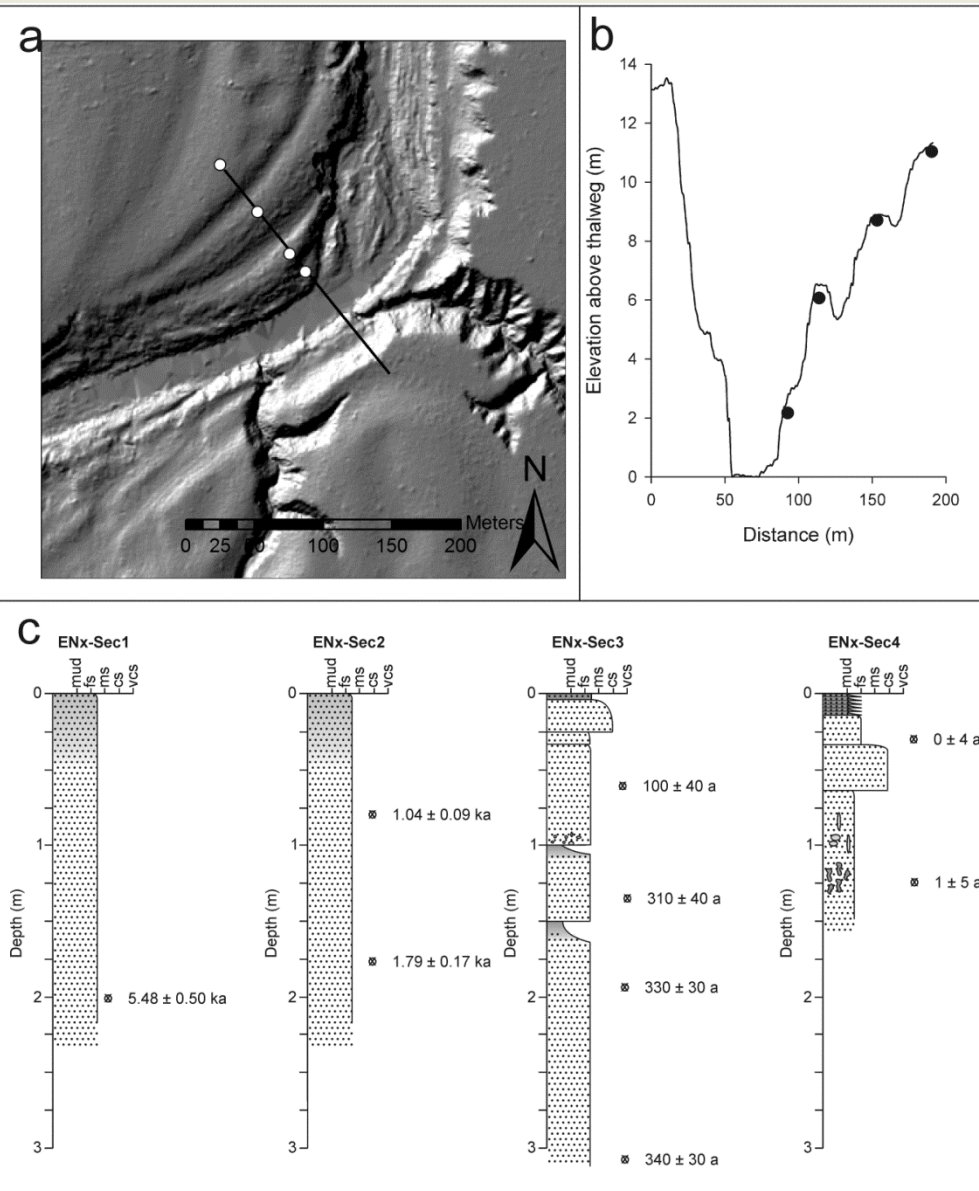 a
N
Meters
0 25 50 100 150 200
b
14
12
10
8
6
4
2
0
Elevation above thalweg (m)
0 50 100 150 200
Distance (m)
c
ENx-Sec1
mud fs ms cs vcs
0
1
2
3
Depth (m)
5.48 ± 0.50 ka
ENx-Sec2
mud fs ms cs vcs
0
1
2
3
Depth (m)
1.04 ± 0.09 ka
1.79 ± 0.17 ka
ENx-Sec3
mud fs ms cs vcs
0
1
2
3
Depth (m)
100 ± 40 a
310 ± 40 a
330 ± 30 a
340 ± 30 a
ENx-Sec4
mud fs ms cs vcs
0
1
2
3
Depth (m)
0 ± 4 a
1 ± 5 a